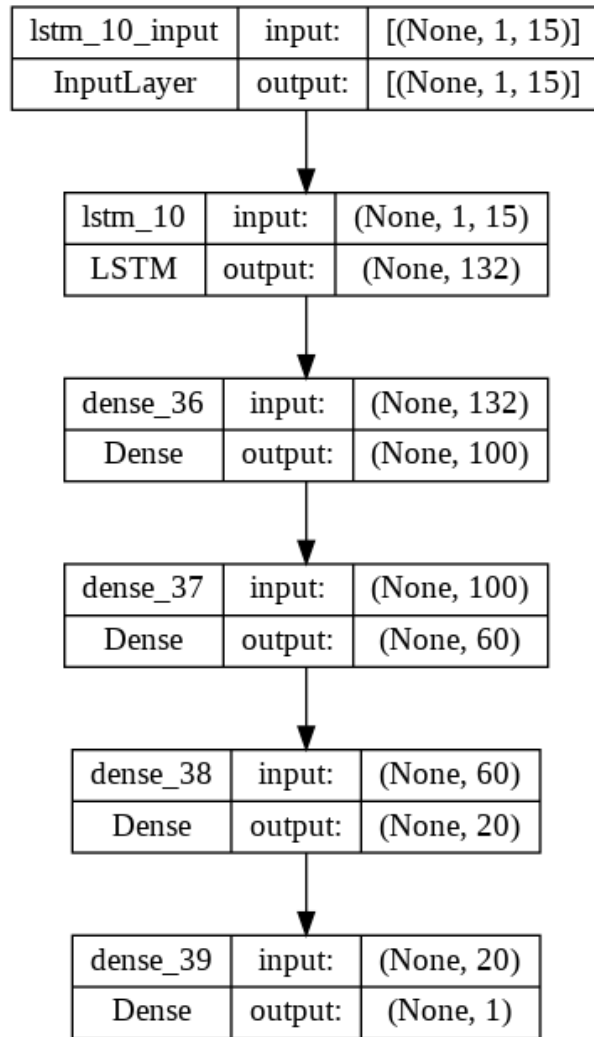 lstm_10_input input: [(None, 1, 15)]
InputLayer output: [(None, 1, 15)]
lstm_10 input: (None, 1, 15)
LSTM output: (None, 132)
dense_36 input: (None, 132)
Dense output: (None, 100)
dense_37 input: (None, 100)
Dense output: (None, 60)
dense_38 input: (None, 60)
Dense output: (None, 20)
dense_39 input: (None, 20)
Dense output: (None, 1)